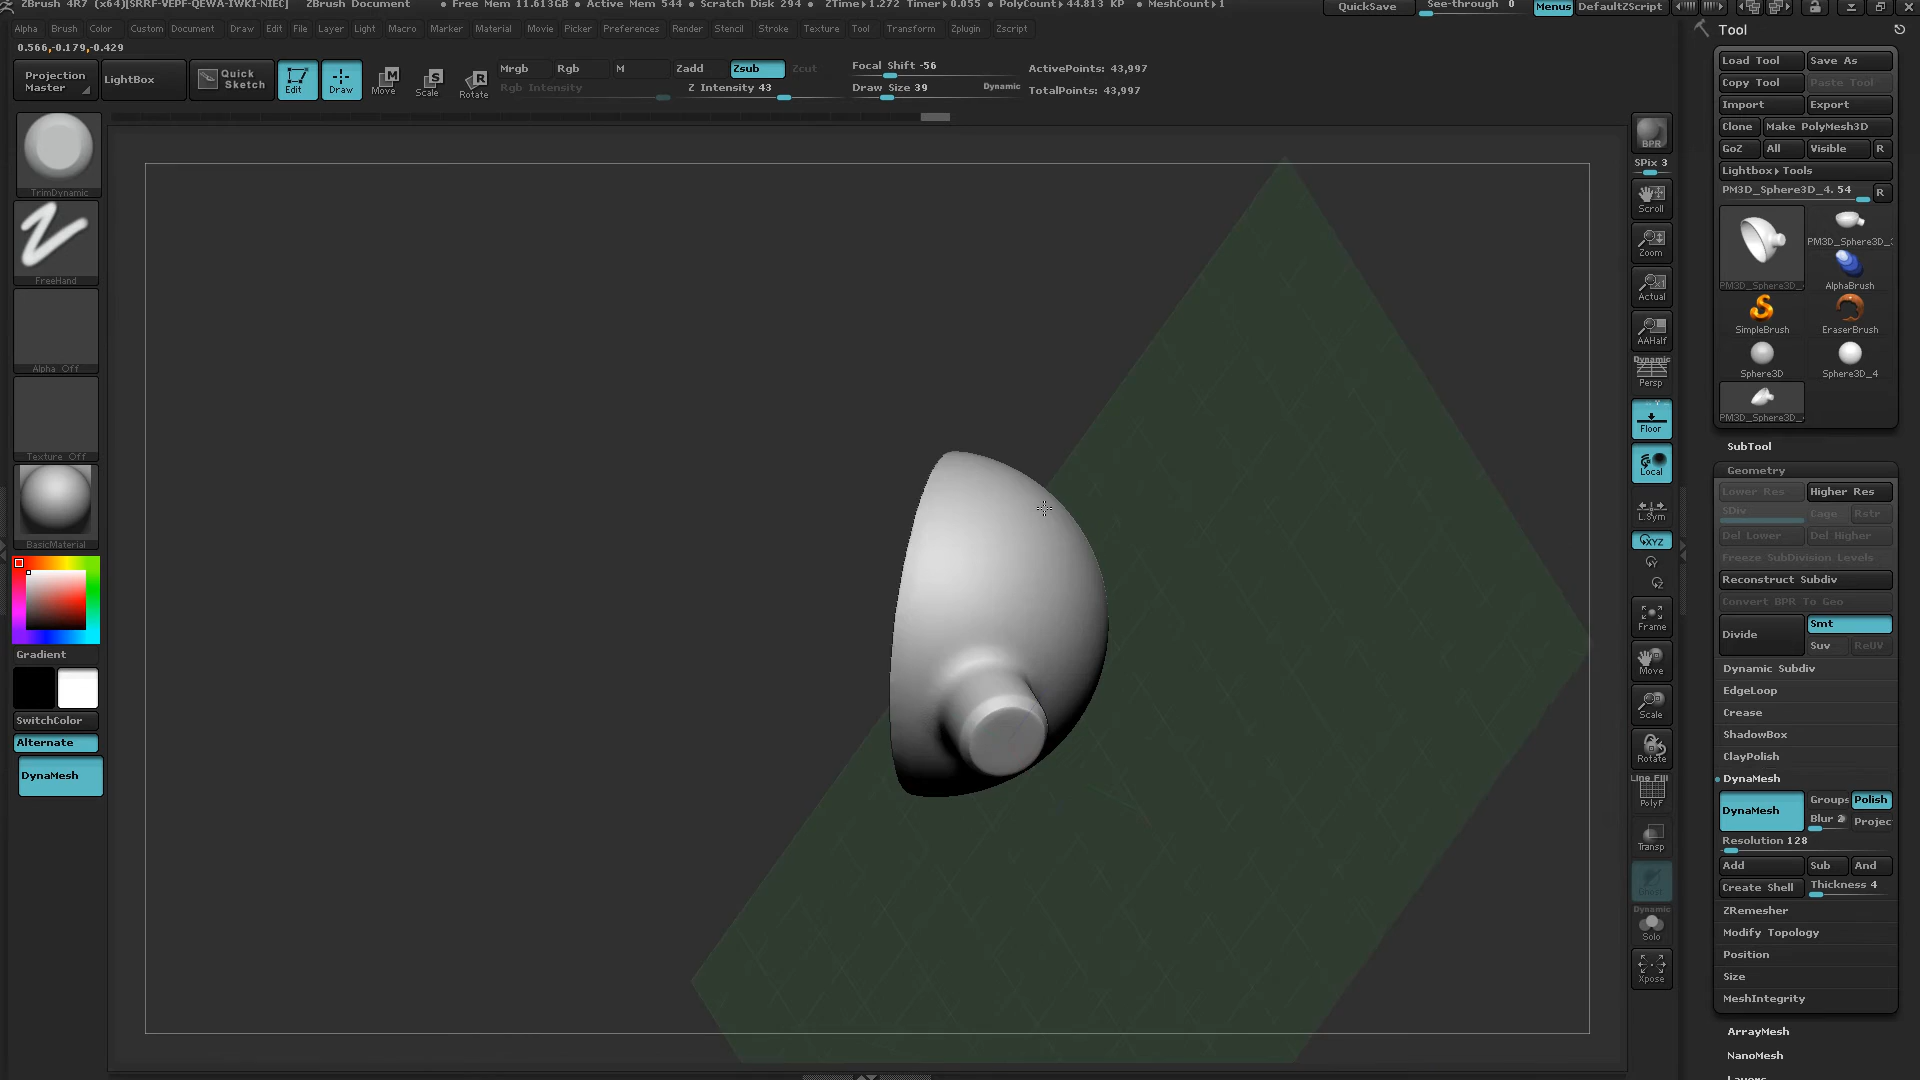 ZBrush 4R7 (x64)[SRRF-VEPF-QEWA-IWKI-NIEC] ZBrush Document ● Free Mem 11.613GB ● Active Mem 544 ● Scratch Disk 294 ● ZTime▸1.272 Timer▸0.055 ● PolyCount▸44.813 KP ● MeshCount▸1 QuickSave See-through 0 Menus DefaultZScript
Alpha Brush Color Custom Document Draw Edit File Layer Light Macro Marker Material Movie Picker Preferences Render Stencil Stroke Texture Tool Transform Zplugin Zscript
0.566,-0.179,-0.429
Projection Master
LightBox
Quick Sketch
Edit
Draw
Move
Scale
Rotate
Mrgb Rgb M Zadd Zsub Zcut
Rgb Intensity Z Intensity 43
Focal Shift -56
Draw Size 39 Dynamic
ActivePoints: 43,997
TotalPoints: 43,997
TrimDynamic
FreeHand
Alpha Off
Texture Off
BasicMaterial
Gradient
SwitchColor
Alternate
DynaMesh
BPR
SPix 3
Scroll
Zoom
Actual
AAHalf
Dynamic
Persp
Floor
Local
L.Sym
XYZ
Y
Z
Frame
Move
Scale
Rotate
Line Fill
PolyF
Transp
Ghost
Dynamic
Solo
Xpose
Tool
Load Tool Save As
Copy Tool Paste Tool
Import Export
Clone Make PolyMesh3D
GoZ All Visible R
Lightbox▸Tools
PM3D_Sphere3D_4. 54 R
PM3D_Sphere3D_3
PM3D_Sphere3D_ AlphaBrush
SimpleBrush EraserBrush
Sphere3D Sphere3D_4
PM3D_Sphere3D_
SubTool
Geometry
Lower Res Higher Res
SDiv Cage Rstr
Del Lower Del Higher
Freeze SubDivision Levels
Reconstruct Subdiv
Convert BPR To Geo
Divide Smt
Suv ReUV
Dynamic Subdiv
EdgeLoop
Crease
ShadowBox
ClayPolish
DynaMesh
DynaMesh Groups Polish
Blur 2 Projec
Resolution 128
Add Sub And
Create Shell Thickness 4
ZRemesher
Modify Topology
Position
Size
MeshIntegrity
ArrayMesh
NanoMesh